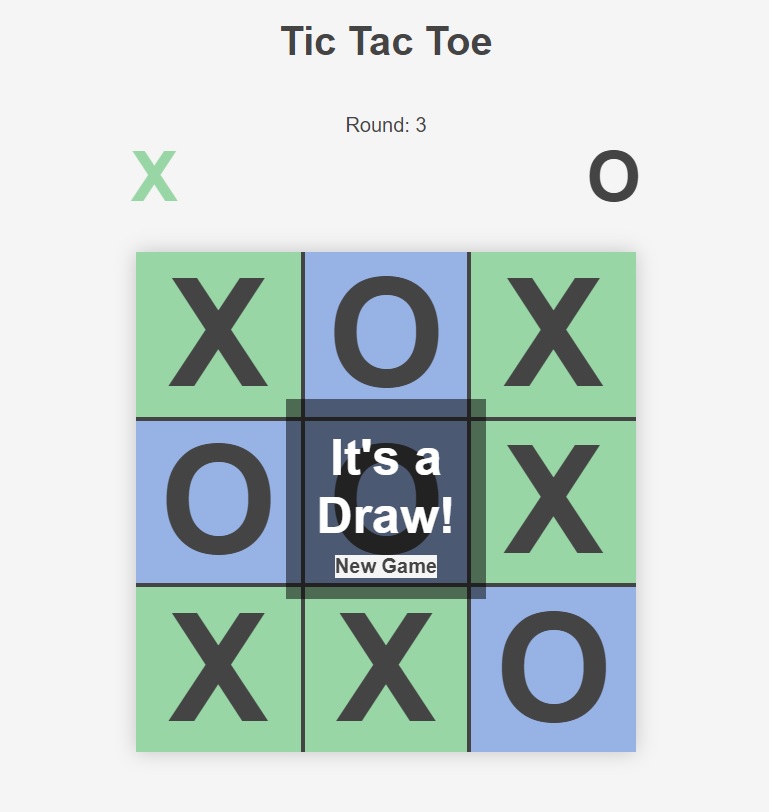 Tic Tac Toe
Round: 3
X O
X O X
O O X
It's a
Draw!
New Game
X X O